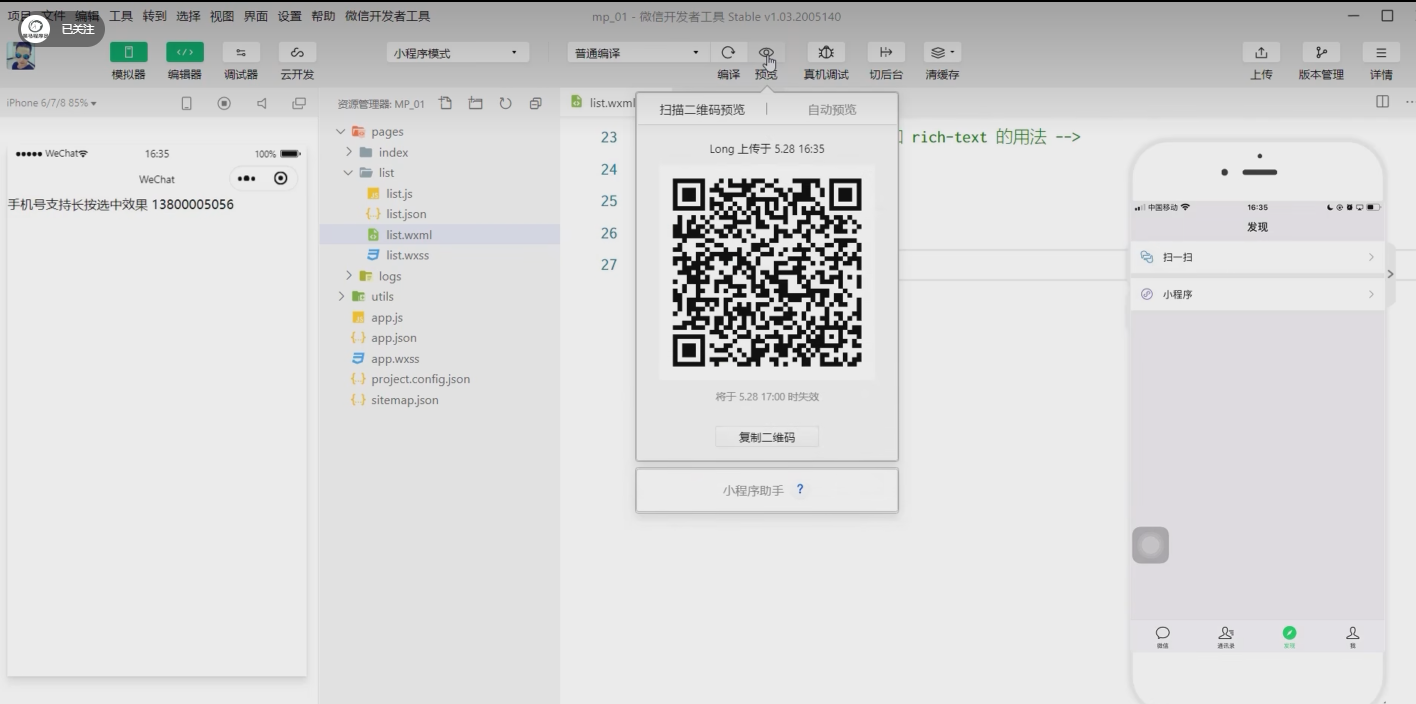 项目 文件 编辑 工具 转到 选择 视图 界面 设置 帮助 微信开发者工具
mp_01 - 微信开发者工具 Stable v1.03.2005140
已关注
小程序模式
普通编译
模拟器
编辑器
调试器
云开发
编译
预览
真机调试
切后台
清缓存
上传
版本管理
详情
iPhone 6/7/8 85%
WeChat
16:35
100%
WeChat
手机号支持长按选中效果 13800005056
资源管理器: MP_01
pages
index
list
list.js
list.json
list.wxml
list.wxss
logs
utils
app.js
app.json
app.wxss
project.config.json
sitemap.json
list.wxml
23
24
25
26
27
rich-text 的用法 -->
扫描二维码预览
自动预览
Long 上传于 5.28 16:35
将于 5.28 17:00 时失效
复制二维码
小程序助手 ?
中国移动
16:35
发现
扫一扫
小程序
微信
通讯录
发现
我